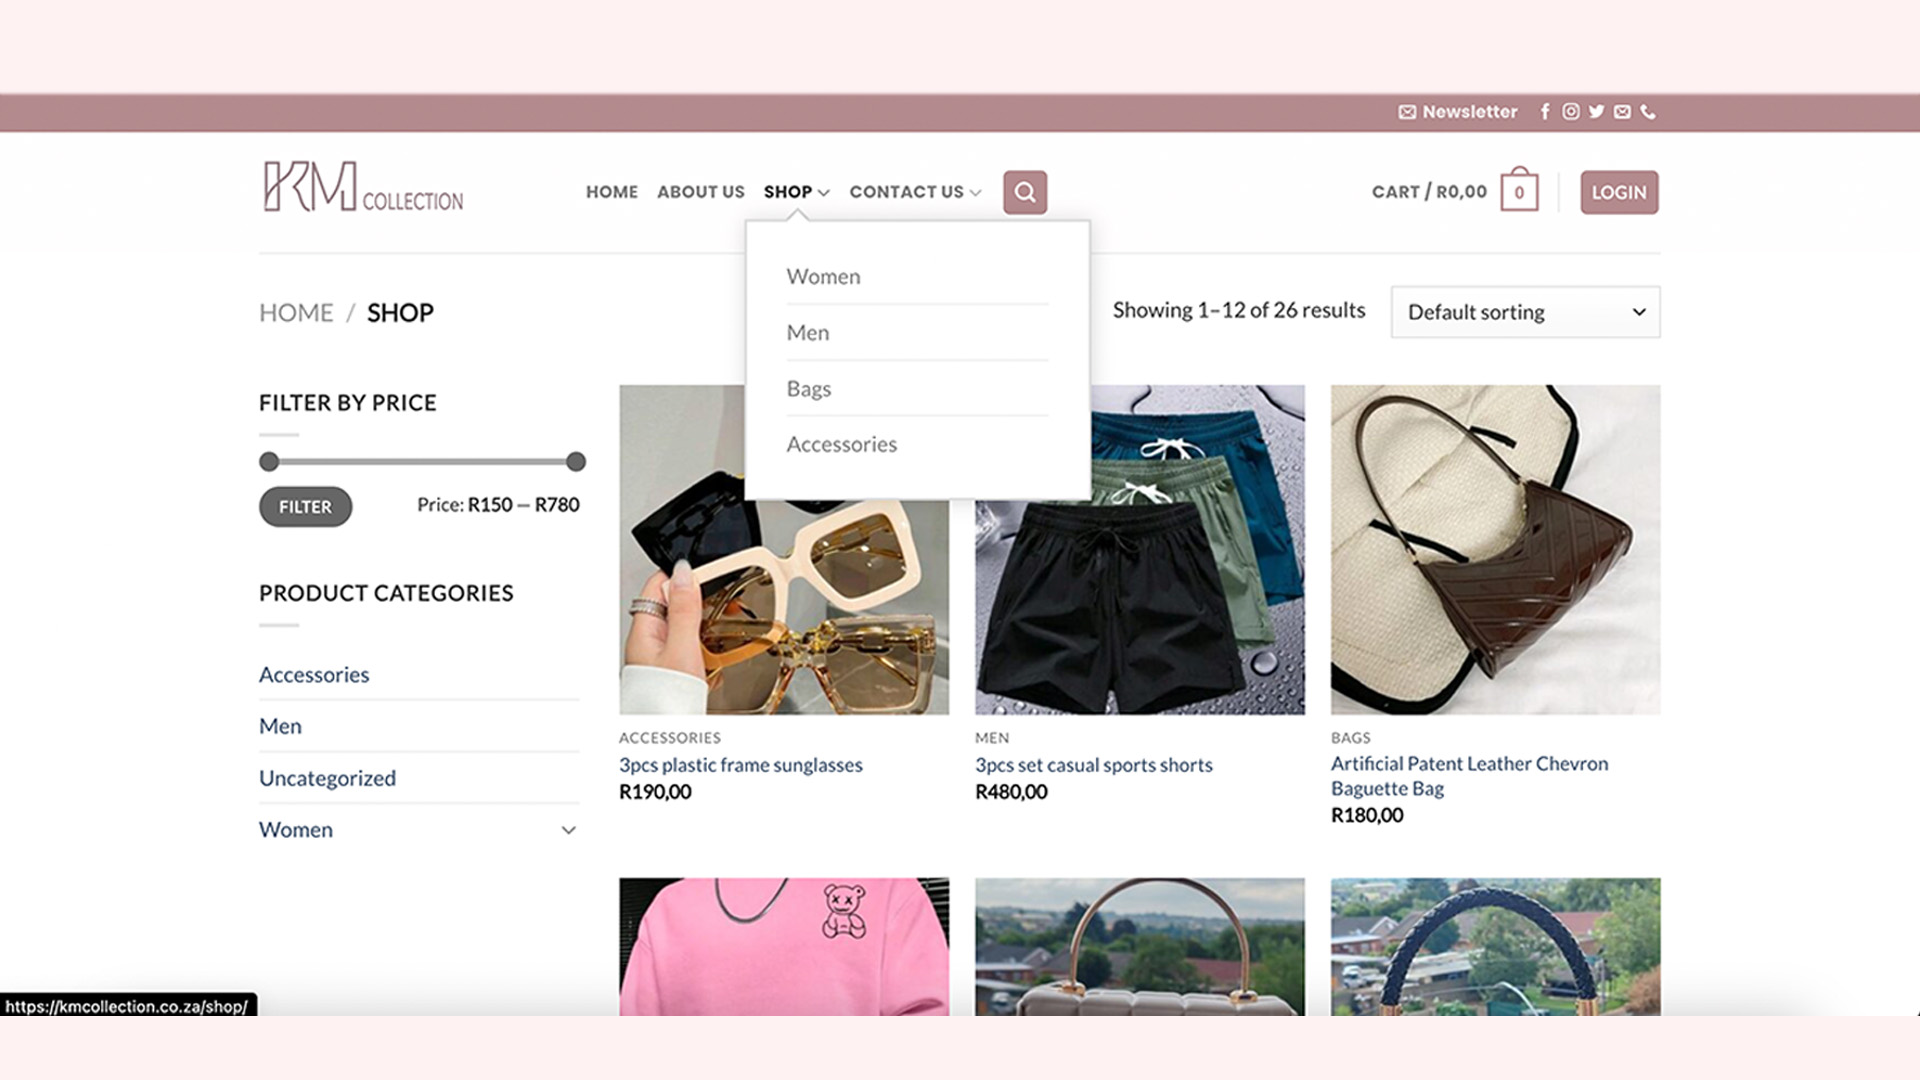 Newsletter
KM COLLECTION
HOME
ABOUT US
SHOP
CONTACT US
CART / R0,00
0
LOGIN
Women
Men
Bags
Accessories
HOME / SHOP
Showing 1–12 of 26 results
Default sorting
FILTER BY PRICE
FILTER
Price: R150 — R780
PRODUCT CATEGORIES
Accessories
Men
Uncategorized
Women
ACCESSORIES
3pcs plastic frame sunglasses
R190,00
MEN
3pcs set casual sports shorts
R480,00
BAGS
Artificial Patent Leather Chevron
Baguette Bag
R180,00
https://kmcollection.co.za/shop/